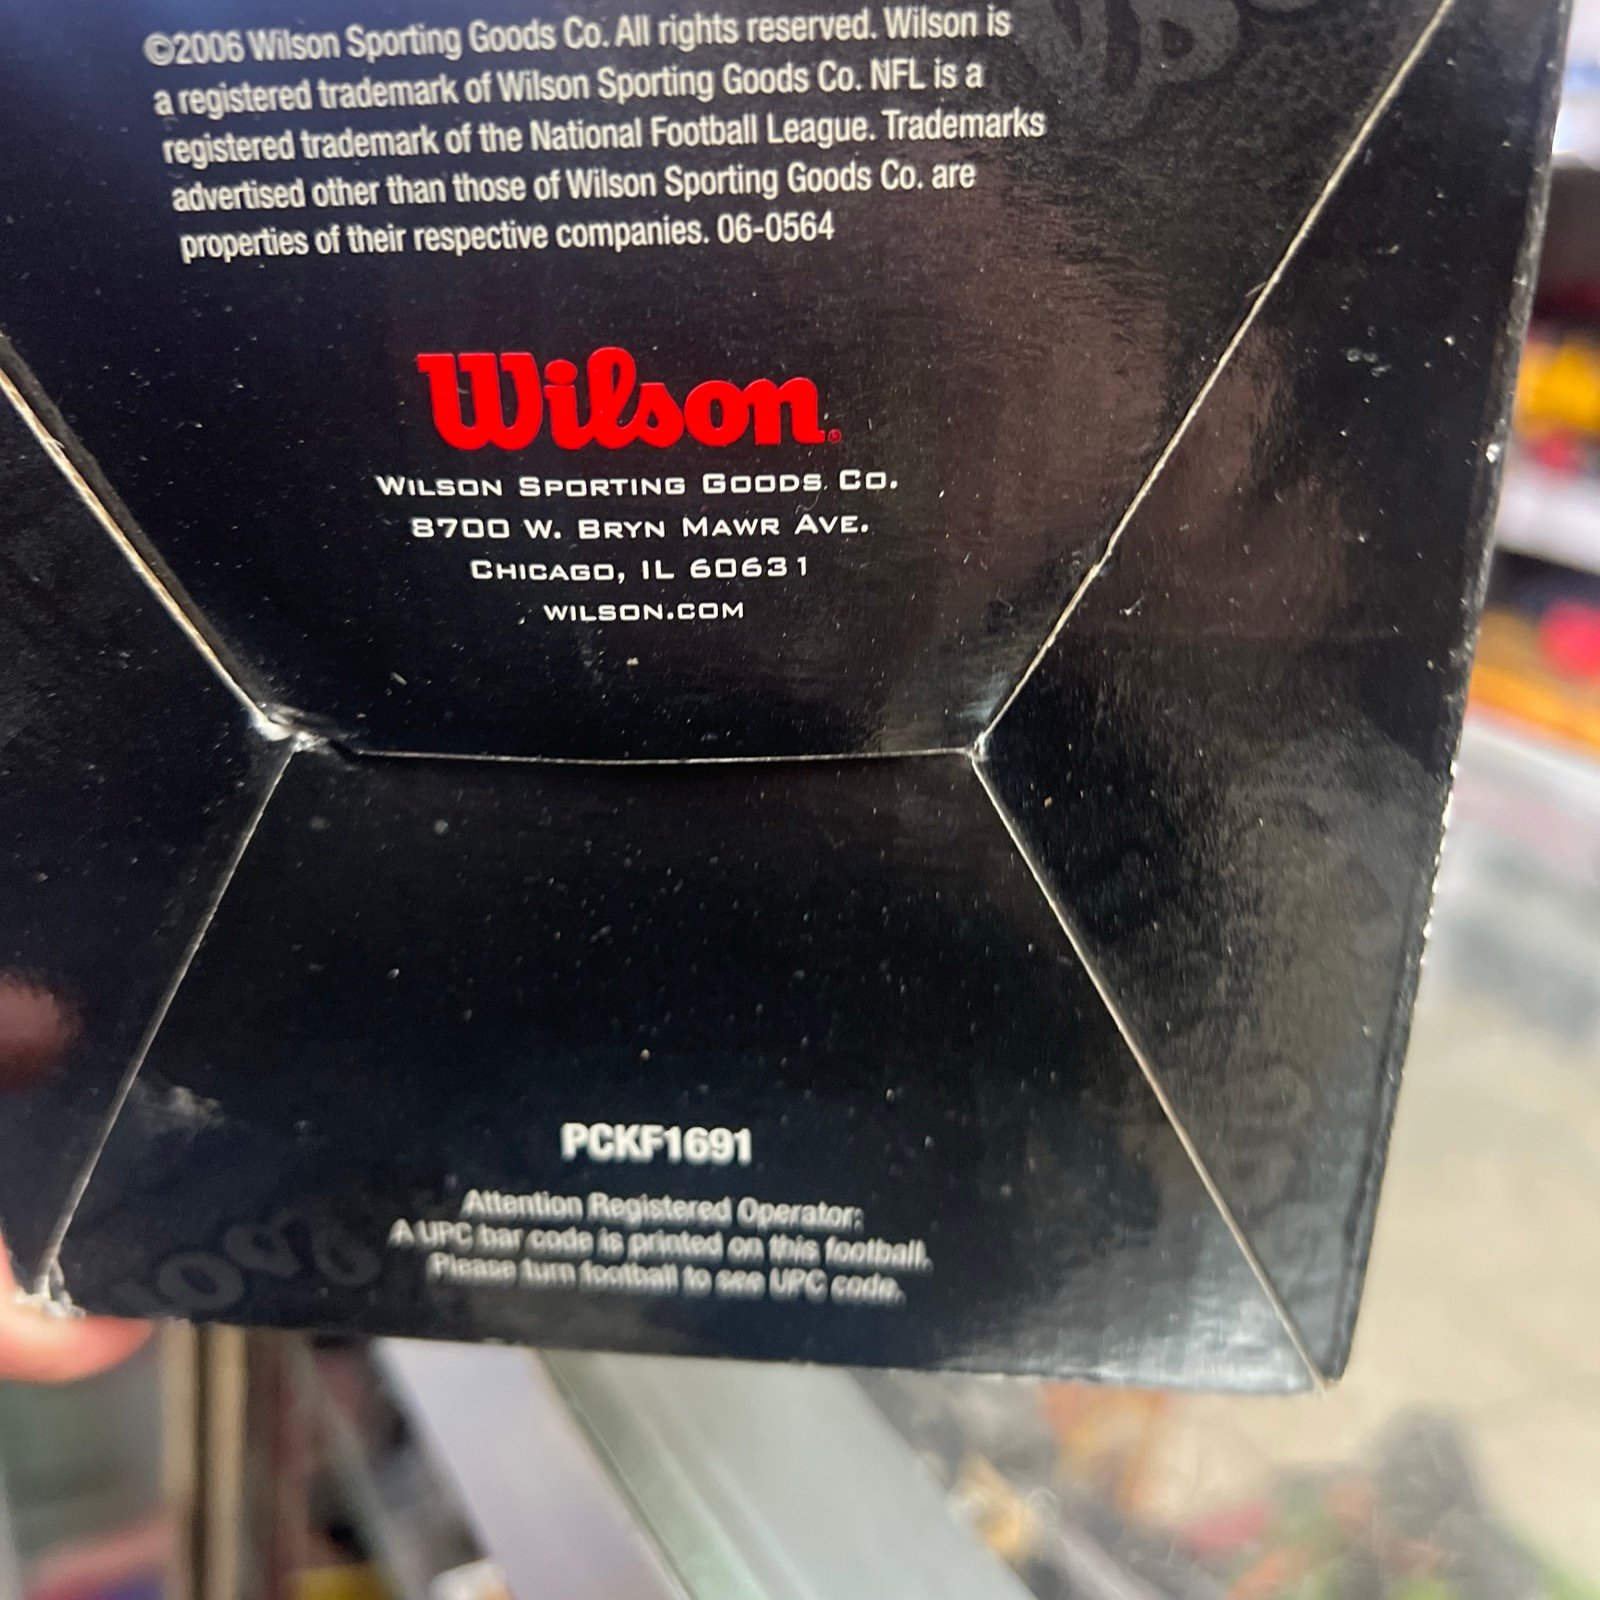 ©2006 Wilson Sporting Goods Co. All rights reserved. Wilson is
a registered trademark of Wilson Sporting Goods Co. NFL is a
registered trademark of the National Football League. Trademarks
advertised other than those of Wilson Sporting Goods Co. are
properties of their respective companies. 06-0564
Wilson®
WILSON SPORTING GOODS CO.
8700 W. BRYN MAWR AVE.
CHICAGO, IL 60631
WILSON.COM
PCKF1691
Attention Registered Operator:
A UPC bar code is printed on this football.
Please turn football to see UPC code.